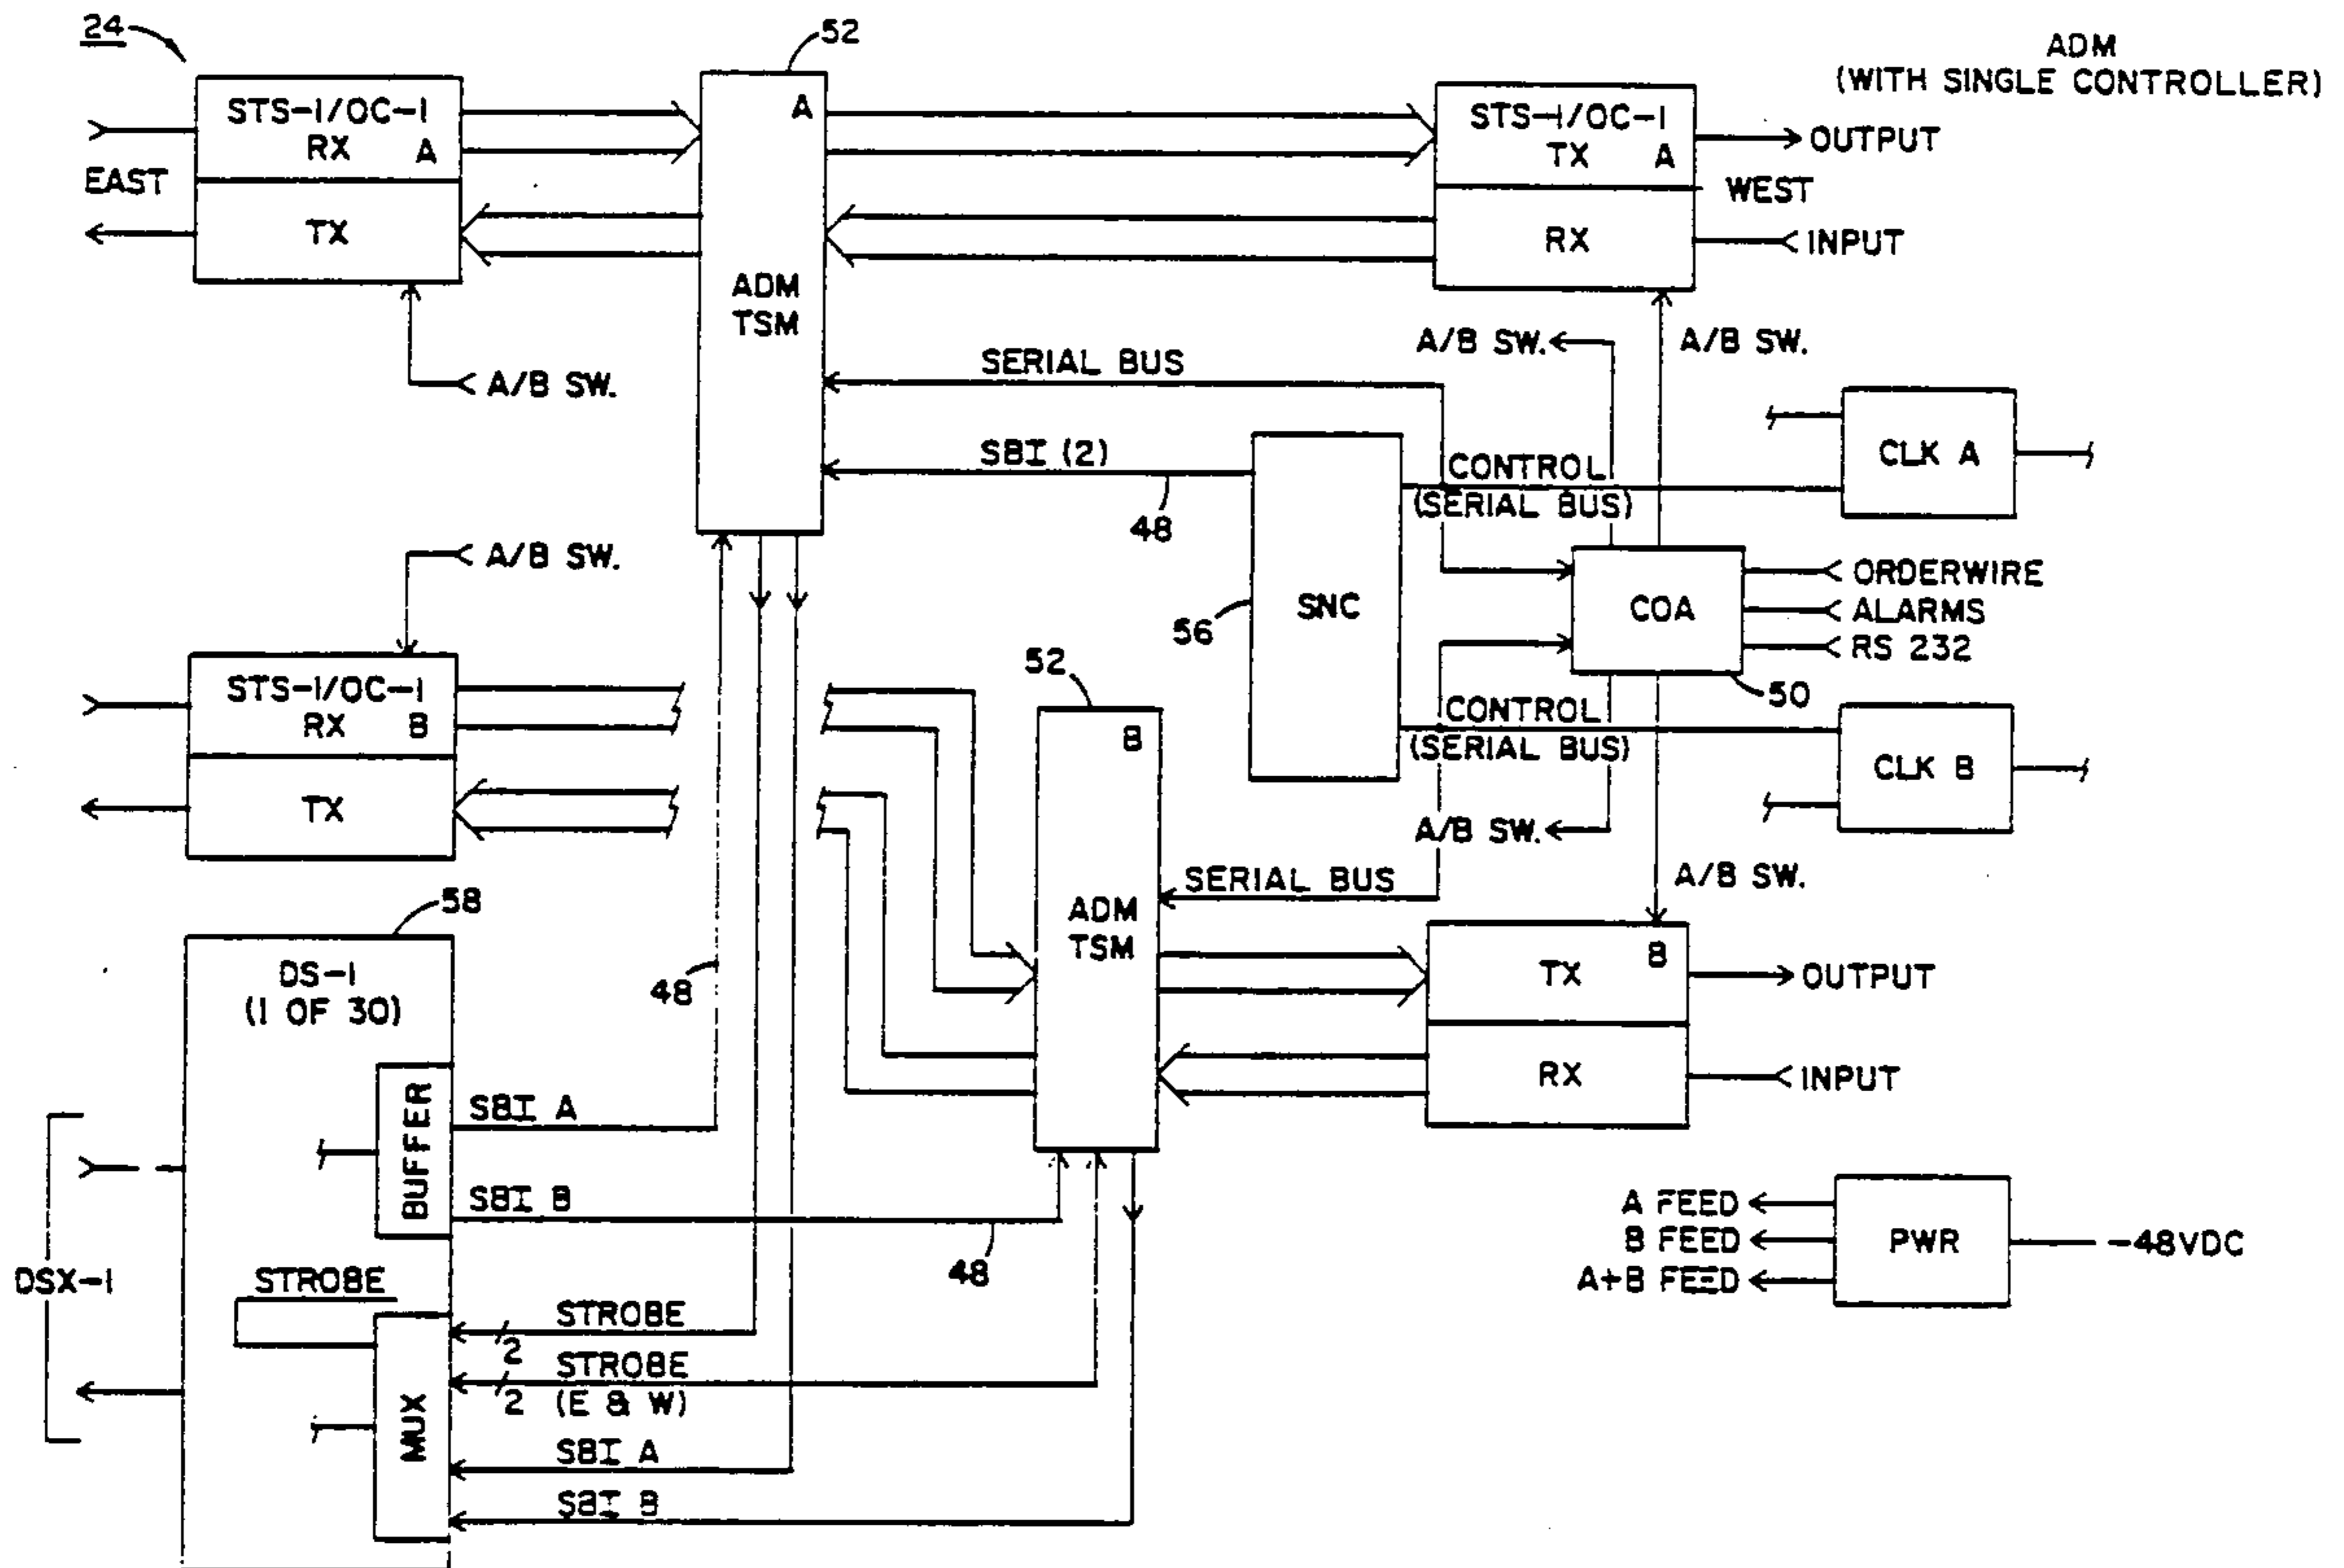 24
52
ADM
(WITH SINGLE CONTROLLER)
STS-1/OC-1
RX A
EAST
TX
A
ADM
TSM
STS-1/OC-1
TX A
OUTPUT
WEST
RX
INPUT
A/B SW.
A/B SW.
A/B SW.
SERIAL BUS
SBI (2)
48
CONTROL
(SERIAL BUS)
CLK A
A/B SW.
SNC
56
COA
ORDERWIRE
ALARMS
RS 232
50
STS-1/OC-1
RX B
TX
52
B
ADM
TSM
CONTROL
(SERIAL BUS)
CLK B
A/B SW.
SERIAL BUS
A/B SW.
58
DS-1
(1 OF 30)
48
B
TX
OUTPUT
RX
INPUT
BUFFER
SBI A
SBI B
48
DSX-1
STROBE
STROBE
2
STROBE
2 (E & W)
MUX
SBI A
SBI B
A FEED
B FEED
A+B FEED
PWR
-48VDC